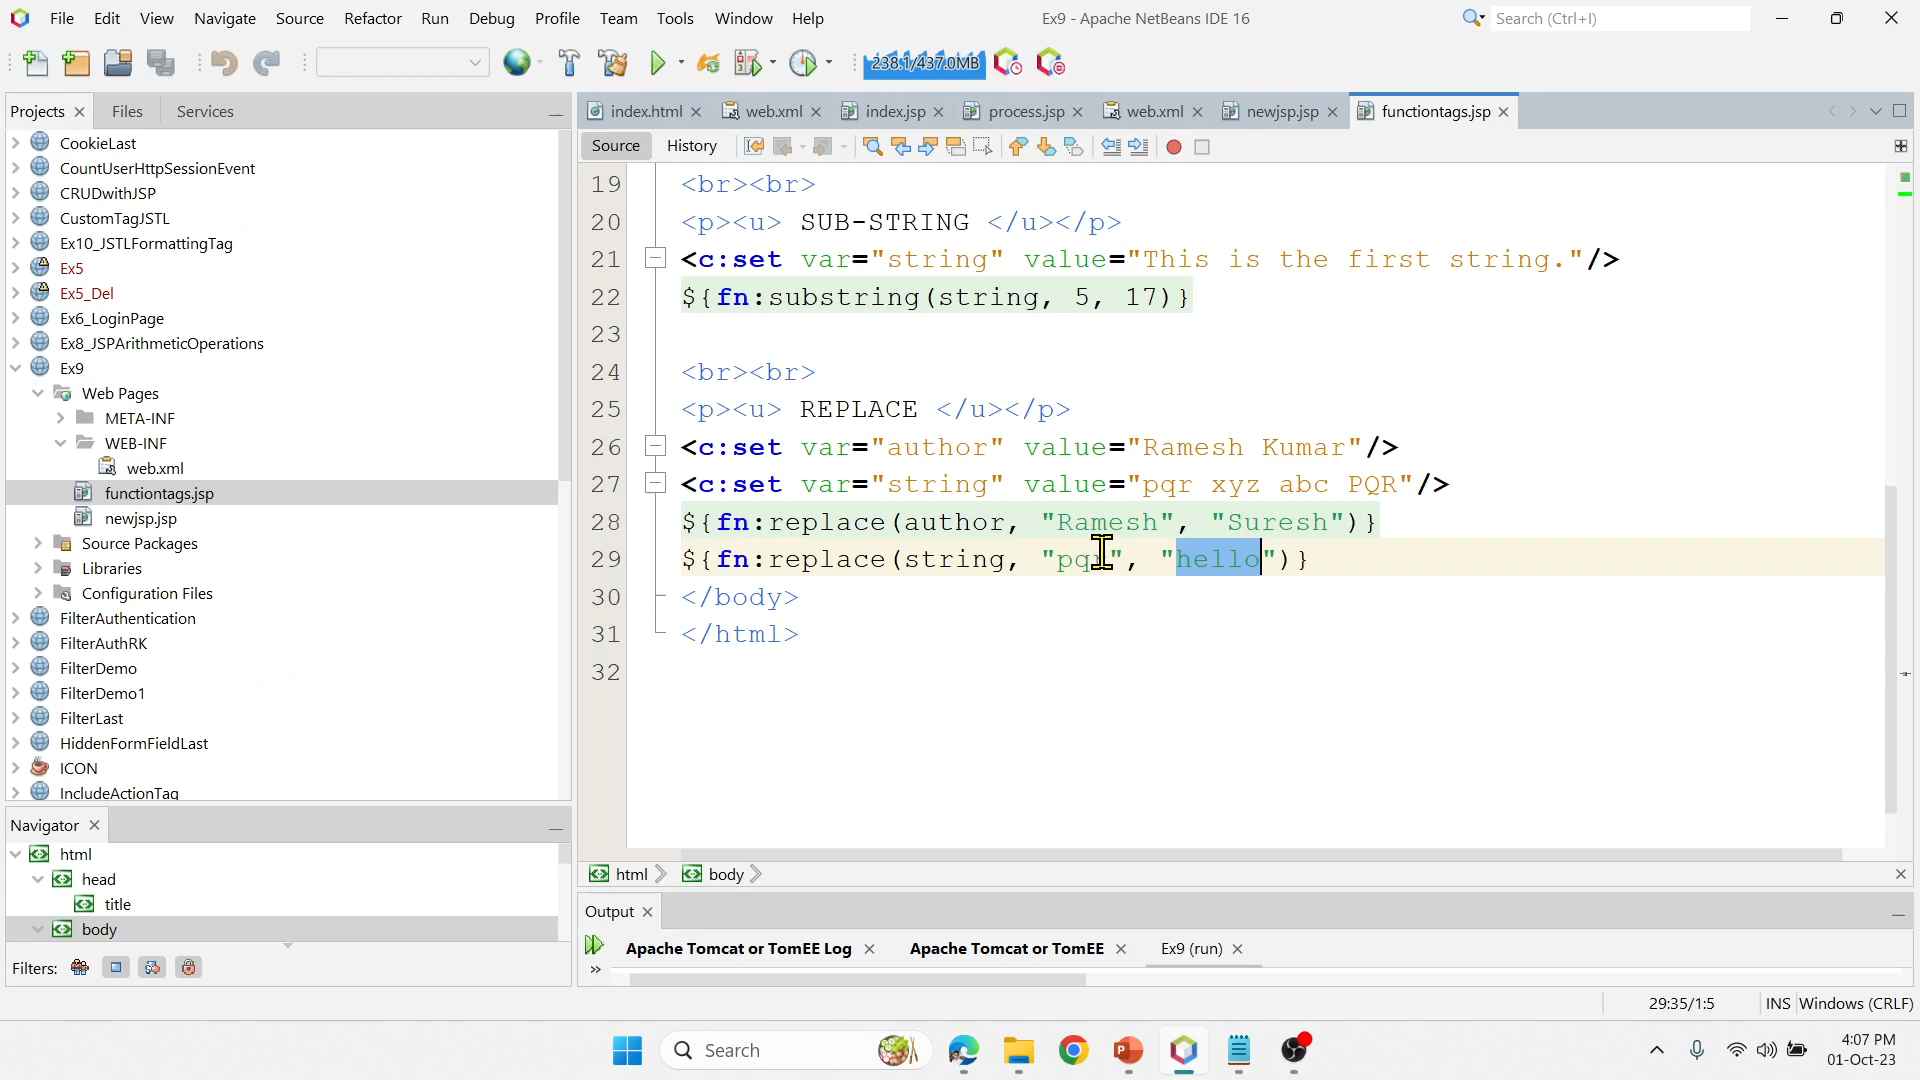 File Edit View Navigate Source Refactor Run Debug Profile Team Tools Window Help
Ex9 - Apache NetBeans IDE 16
Search (Ctrl+I)
238.1/437.0MB
Projects Files Services
index.html web.xml index.jsp process.jsp web.xml newjsp.jsp functiontags.jsp
Source History
CookieLast
CountUserHttpSessionEvent
CRUDwithJSP
CustomTagJSTL
Ex10_JSTLFormattingTag
Ex5
Ex5_Del
Ex6_LoginPage
Ex8_JSPArithmeticOperations
Ex9
Web Pages
META-INF
WEB-INF
web.xml
functiontags.jsp
newjsp.jsp
Source Packages
Libraries
Configuration Files
FilterAuthentication
FilterAuthRK
FilterDemo
FilterDemo1
FilterLast
HiddenFormFieldLast
ICON
IncludeActionTag
19 <br><br>
20 <p><u> SUB-STRING </u></p>
21 <c:set var="string" value="This is the first string."/>
22 ${fn:substring(string, 5, 17)}
23
24 <br><br>
25 <p><u> REPLACE </u></p>
26 <c:set var="author" value="Ramesh Kumar"/>
27 <c:set var="string" value="pqr xyz abc PQR"/>
28 ${fn:replace(author, "Ramesh", "Suresh")}
29 ${fn:replace(string, "pqr", "hello")}
30 </body>
31 </html>
32
Navigator
html
head
title
body
Filters:
html body
Output
Apache Tomcat or TomEE Log Apache Tomcat or TomEE Ex9 (run)
29:35/1:5 INS Windows (CRLF)
Search
4:07 PM
01-Oct-23